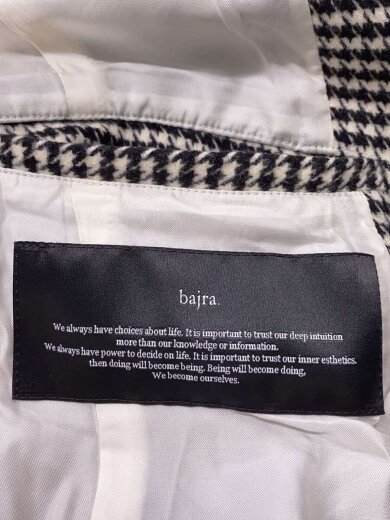 bajra.
We always have choices about life. It is important to trust our deep intuition
more than our knowledge or information.
We always have power to decide on life. It is important to trust our inner esthetics.
then doing will become being. Being will become doing,
We become ourselves.